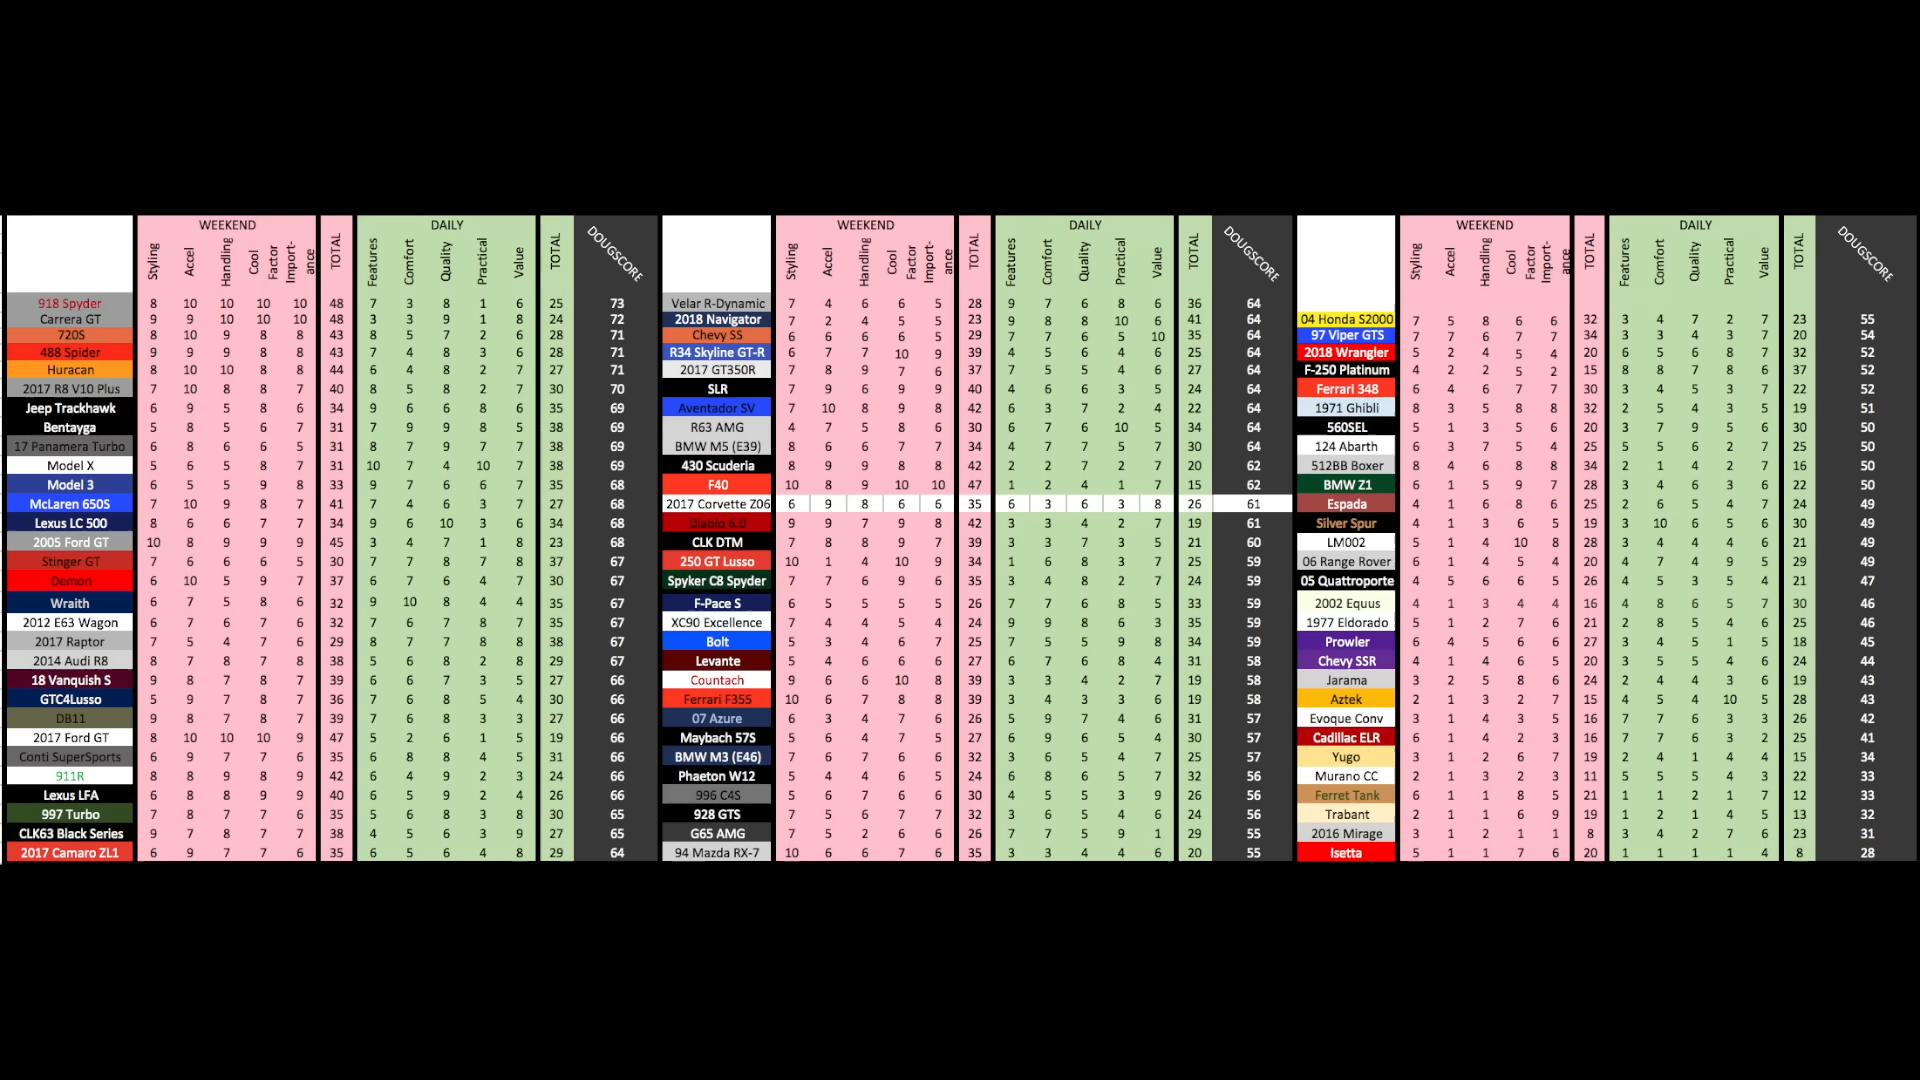 WEEKEND DAILY DOUGSCORE WEEKEND DAILY DOUGSCORE WEEKEND DAILY DOUGSCORE
Styling Accel Handling Cool Factor Import-ance TOTAL Features Comfort Quality Practical Value TOTAL Styling Accel Handling Cool Factor Import-ance TOTAL Features Comfort Quality Practical Value TOTAL Styling Accel Handling Cool Factor Import-ance TOTAL Features Comfort Quality Practical Value TOTAL
918 Spyder 8 10 10 10 10 48 7 3 8 1 6 25 73 Velar R-Dynamic 7 4 6 6 5 28 9 7 6 8 6 36 64
Carrera GT 9 9 10 10 10 48 3 3 9 1 8 24 72 2018 Navigator 7 2 4 5 5 23 9 8 8 10 6 41 64 04 Honda S2000 7 5 8 6 6 32 3 4 7 2 7 23 55
720S 8 10 9 8 8 43 8 5 7 2 6 28 71 Chevy SS 6 6 6 6 5 29 7 7 6 5 10 35 64 97 Viper GTS 7 7 6 7 7 34 3 3 4 3 7 20 54
488 Spider 9 9 9 8 8 43 7 4 8 3 6 28 71 R34 Skyline GT-R 6 7 7 10 9 39 4 5 6 4 6 25 64 2018 Wrangler 5 2 4 5 4 20 6 5 6 8 7 32 52
Huracan 8 10 10 8 8 44 6 4 8 2 7 27 71 2017 GT350R 7 8 9 7 6 37 7 5 5 4 6 27 64 F-250 Platinum 4 2 2 5 2 15 8 8 7 8 6 37 52
2017 R8 V10 Plus 7 10 8 8 7 40 8 5 8 2 7 30 70 SLR 7 9 6 9 9 40 4 6 6 3 5 24 64 Ferrari 348 6 4 6 7 7 30 3 4 5 3 7 22 52
Jeep Trackhawk 6 9 5 8 6 34 9 6 6 8 6 35 69 Aventador SV 7 10 8 9 8 42 6 3 7 2 4 22 64 1971 Ghibli 8 3 5 8 8 32 2 5 4 3 5 19 51
Bentayga 5 8 5 6 7 31 7 9 9 8 5 38 69 R63 AMG 4 7 5 8 6 30 6 7 6 10 5 34 64 560SEL 5 1 3 5 6 20 3 7 9 5 6 30 50
17 Panamera Turbo 6 8 6 6 5 31 8 7 9 7 7 38 69 BMW M5 (E39) 8 6 6 7 7 34 4 7 7 5 7 30 64 124 Abarth 6 3 7 5 4 25 5 5 6 2 7 25 50
Model X 5 6 5 8 7 31 10 7 4 10 7 38 69 430 Scuderia 8 9 9 8 8 42 2 2 7 2 7 20 62 512BB Boxer 8 4 6 8 8 34 2 1 4 2 7 16 50
Model 3 6 5 5 9 8 33 9 7 6 6 7 35 68 F40 10 8 9 10 10 47 1 2 4 1 7 15 62 BMW Z1 6 1 5 9 7 28 3 4 6 3 6 22 50
McLaren 650S 7 10 9 8 7 41 7 4 6 3 7 27 68 2017 Corvette Z06 6 9 8 6 6 35 6 3 6 3 8 26 61 Espada 4 1 6 8 6 25 2 6 5 4 7 24 49
Lexus LC 500 8 6 6 7 7 34 9 6 10 3 6 34 68 Diablo 6.0 9 9 7 9 8 42 3 3 4 2 7 19 61 Silver Spur 4 1 3 6 5 19 3 10 6 5 6 30 49
2005 Ford GT 10 8 9 9 9 45 3 4 7 1 8 23 68 CLK DTM 7 8 8 9 7 39 3 3 7 3 5 21 60 LM002 5 1 4 10 8 28 3 4 4 4 6 21 49
Stinger GT 7 6 6 6 5 30 7 7 8 7 8 37 67 250 GT Lusso 10 1 4 10 9 34 1 6 8 3 7 25 59 06 Range Rover 6 1 4 5 4 20 4 7 4 9 5 29 49
Demon 6 10 5 9 7 37 6 7 6 4 7 30 67 Spyker C8 Spyder 7 7 6 9 6 35 3 4 8 2 7 24 59 05 Quattroporte 4 5 6 6 5 26 4 5 3 5 4 21 47
Wraith 6 7 5 8 6 32 9 10 8 4 4 35 67 F-Pace S 6 5 5 5 5 26 7 7 6 8 5 33 59 2002 Equus 4 1 3 4 4 16 4 8 6 5 7 30 46
2012 E63 Wagon 6 7 6 7 6 32 7 6 7 8 7 35 67 XC90 Excellence 7 4 4 5 4 24 9 9 8 6 3 35 59 1977 Eldorado 5 1 2 7 6 21 2 8 5 4 6 25 46
2017 Raptor 7 5 4 7 6 29 8 7 7 8 8 38 67 Bolt 5 3 4 6 7 25 7 5 5 9 8 34 59 Prowler 6 4 5 6 6 27 3 4 5 1 5 18 45
2014 Audi R8 8 7 8 7 8 38 5 6 8 2 8 29 67 Levante 5 4 6 6 6 27 6 7 6 8 4 31 58 Chevy SSR 4 1 4 6 5 20 3 5 5 4 6 24 44
18 Vanquish S 9 8 7 8 7 39 6 6 7 3 5 27 66 Countach 9 6 6 10 8 39 3 3 4 2 7 19 58 Jarama 3 2 5 8 6 24 2 4 4 3 6 19 43
GTC4Lusso 5 9 7 8 7 36 7 6 8 5 4 30 66 Ferrari F355 10 6 7 8 8 39 3 4 3 3 6 19 58 Aztek 2 1 3 2 7 15 4 5 4 10 5 28 43
DB11 9 8 7 8 7 39 7 6 8 3 3 27 66 07 Azure 6 3 4 7 6 26 5 9 7 4 6 31 57 Evoque Conv 3 1 4 3 5 16 7 7 6 3 3 26 42
2017 Ford GT 8 10 10 10 9 47 5 2 6 1 5 19 66 Maybach 57S 5 6 4 7 5 27 6 9 6 5 4 30 57 Cadillac ELR 6 1 4 2 3 16 7 7 6 3 2 25 41
Conti SuperSports 6 9 7 7 6 35 6 8 8 4 5 31 66 BMW M3 (E46) 7 6 7 6 6 32 3 6 5 4 7 25 57 Yugo 3 1 2 6 7 19 2 4 1 4 4 15 34
911R 8 8 9 8 9 42 6 4 9 2 3 24 66 Phaeton W12 5 4 4 6 5 24 6 8 6 5 7 32 56 Murano CC 2 1 3 2 3 11 5 5 5 4 3 22 33
Lexus LFA 6 8 8 9 9 40 6 5 9 2 4 26 66 996 C4S 5 6 7 6 6 30 4 5 5 3 9 26 56 Ferret Tank 6 1 1 8 5 21 1 1 2 1 7 12 33
997 Turbo 7 8 7 7 6 35 5 6 8 3 8 30 65 928 GTS 7 5 6 7 7 32 3 6 5 4 6 24 56 Trabant 2 1 1 6 9 19 1 2 1 4 5 13 32
CLK63 Black Series 9 7 8 7 7 38 4 5 6 3 9 27 65 G65 AMG 7 5 2 6 6 26 7 7 5 9 1 29 55 2016 Mirage 3 1 2 1 1 8 3 4 2 7 6 23 31
2017 Camaro ZL1 6 9 7 7 6 35 6 5 6 4 8 29 64 94 Mazda RX-7 10 6 6 7 6 35 3 3 4 4 6 20 55 Isetta 5 1 1 7 6 20 1 1 1 1 4 8 28